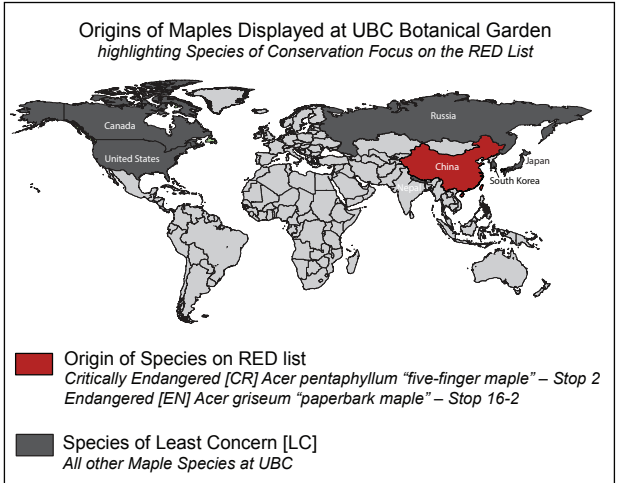 Origins of Maples Displayed at UBC Botanical Garden
highlighting Species of Conservation Focus on the RED List
Russia
Canada
United States
China
Japan
South Korea
Nepal
Origin of Species on RED list
Critically Endangered [CR] Acer pentaphyllum “five-finger maple” – Stop 2
Endangered [EN] Acer griseum “paperbark maple” – Stop 16-2
Species of Least Concern [LC]
All other Maple Species at UBC